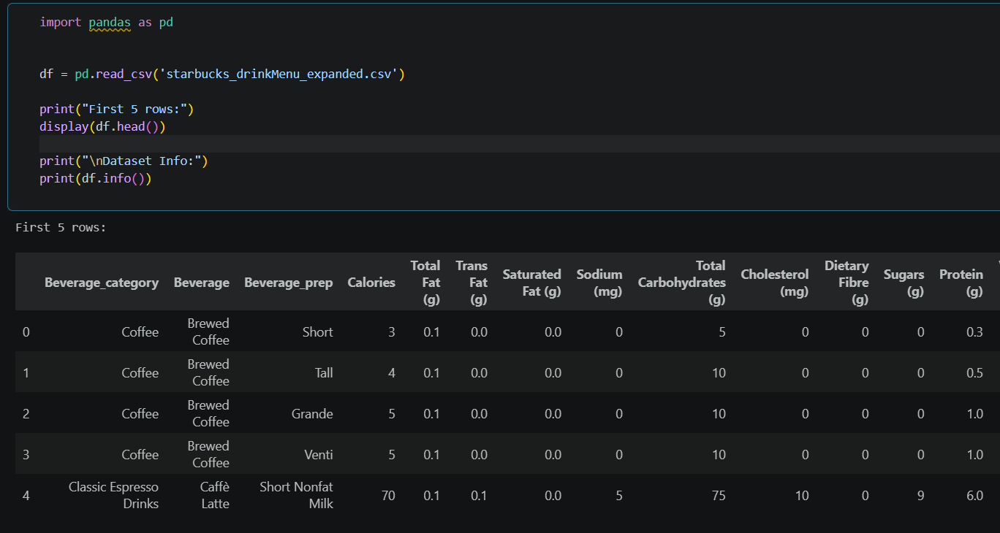 import pandas as pd
df = pd.read_csv('starbucks_drinkMenu_expanded.csv')
print("First 5 rows:")
display(df.head())
print("\nDataset Info:")
print(df.info())
First 5 rows:
Beverage_category Beverage Beverage_prep Calories Total Fat (g) Trans Fat (g) Saturated Fat (g) Sodium (mg) Total Carbohydrates (g) Cholesterol (mg) Dietary Fibre (g) Sugars (g) Protein (g)
0 Coffee Brewed Coffee Short 3 0.1 0.0 0.0 0 5 0 0 0 0.3
1 Coffee Brewed Coffee Tall 4 0.1 0.0 0.0 0 10 0 0 0 0.5
2 Coffee Brewed Coffee Grande 5 0.1 0.0 0.0 0 10 0 0 0 1.0
3 Coffee Brewed Coffee Venti 5 0.1 0.0 0.0 0 10 0 0 0 1.0
4 Classic Espresso Drinks Caffè Latte Short Nonfat Milk 70 0.1 0.1 0.0 5 75 10 0 9 6.0